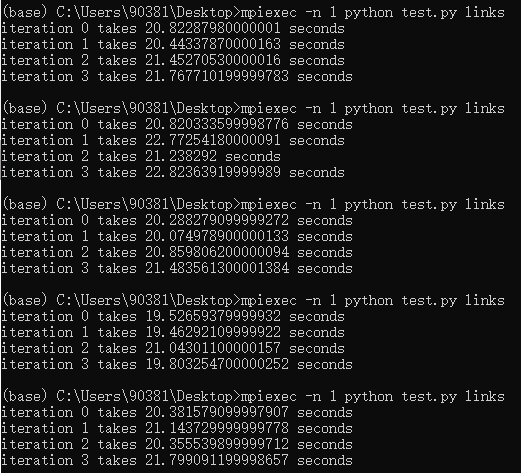 (base) C:\Users\90381\Desktop>mpiexec -n 1 python test.py links
iteration 0 takes 20.82287980000001 seconds
iteration 1 takes 20.44337870000163 seconds
iteration 2 takes 21.45270530000016 seconds
iteration 3 takes 21.767710199999783 seconds
(base) C:\Users\90381\Desktop>mpiexec -n 1 python test.py links
iteration 0 takes 20.820333599998776 seconds
iteration 1 takes 22.77254180000091 seconds
iteration 2 takes 21.238292 seconds
iteration 3 takes 22.82363919999989 seconds
(base) C:\Users\90381\Desktop>mpiexec -n 1 python test.py links
iteration 0 takes 20.288279099999272 seconds
iteration 1 takes 20.074978900000133 seconds
iteration 2 takes 20.859806200000094 seconds
iteration 3 takes 21.483561300001384 seconds
(base) C:\Users\90381\Desktop>mpiexec -n 1 python test.py links
iteration 0 takes 19.52659379999932 seconds
iteration 1 takes 19.46292109999922 seconds
iteration 2 takes 21.04301100000157 seconds
iteration 3 takes 19.803254700000252 seconds
(base) C:\Users\90381\Desktop>mpiexec -n 1 python test.py links
iteration 0 takes 20.381579099997907 seconds
iteration 1 takes 21.143729999999778 seconds
iteration 2 takes 20.355539899999712 seconds
iteration 3 takes 21.799091199998657 seconds